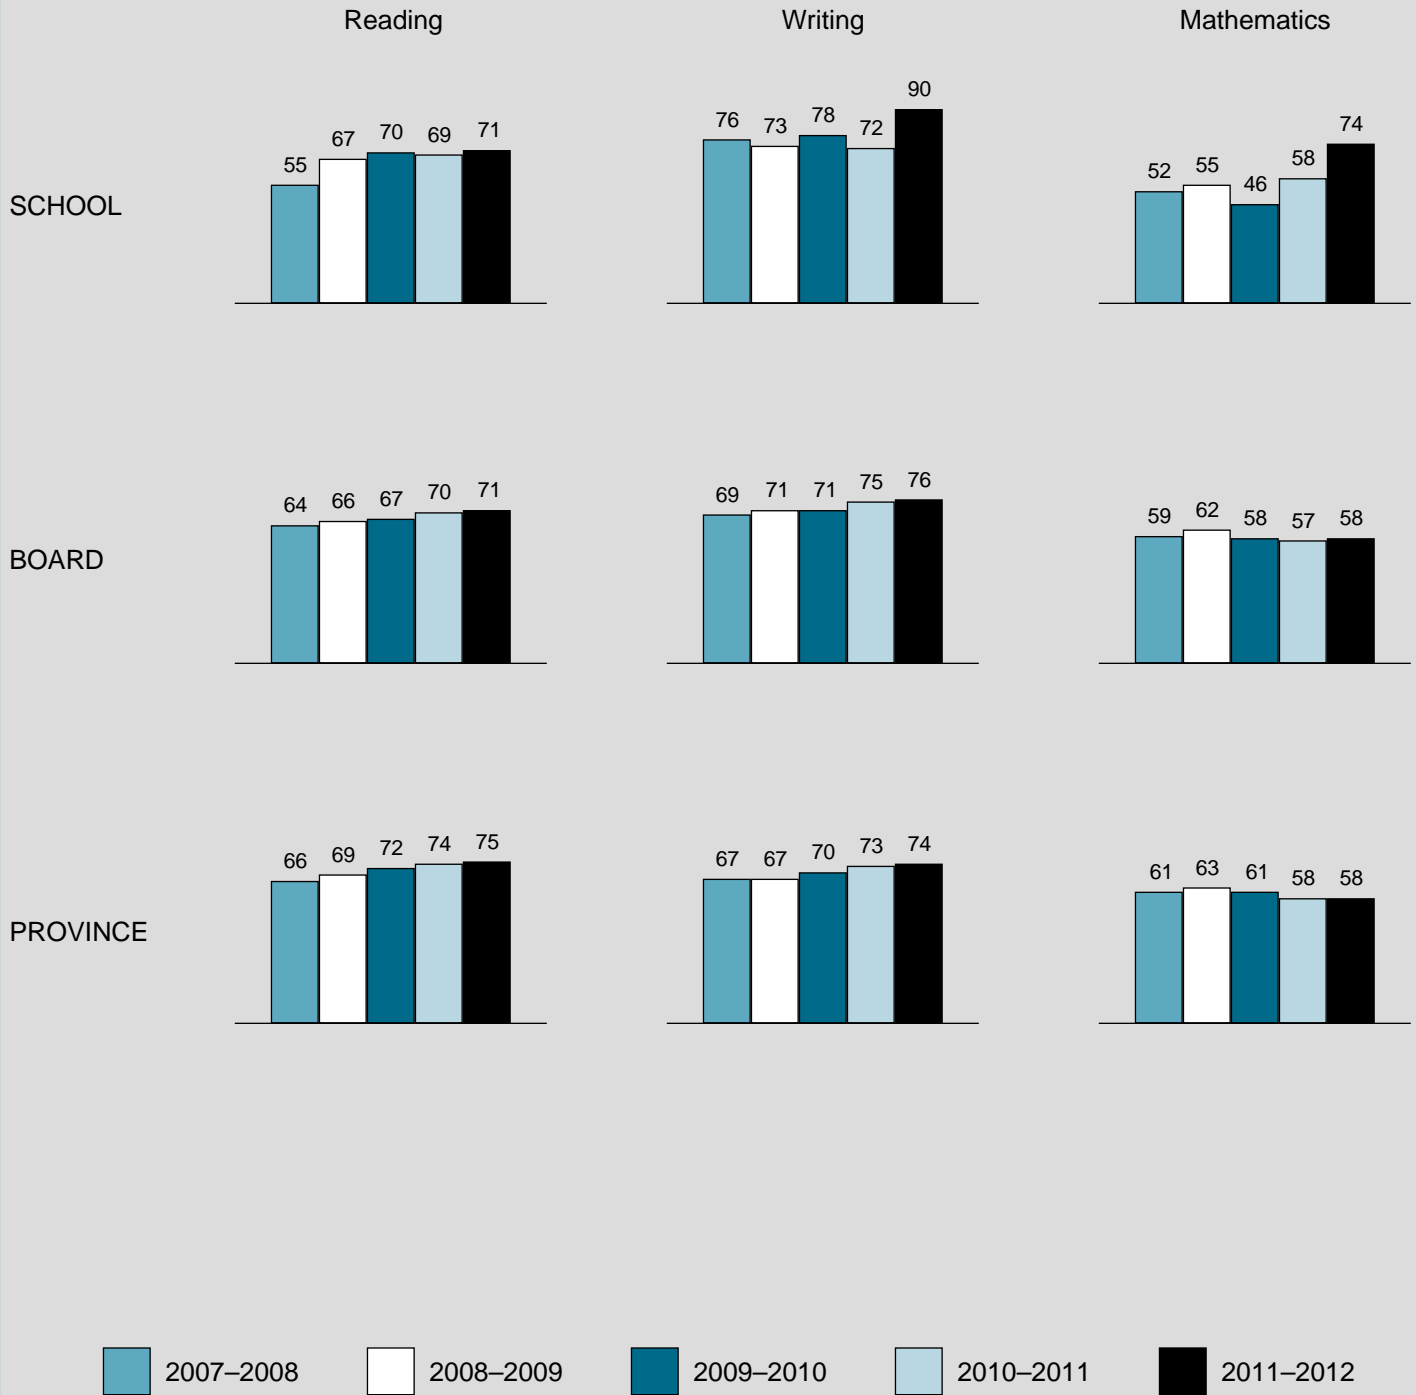 Reading Writing Mathematics
SCHOOL
55 67 70 69 71
76 73 78 72 90
52 55 46 58 74
BOARD
64 66 67 70 71
69 71 71 75 76
59 62 58 57 58
PROVINCE
66 69 72 74 75
67 67 70 73 74
61 63 61 58 58
2007–2008 2008–2009 2009–2010 2010–2011 2011–2012